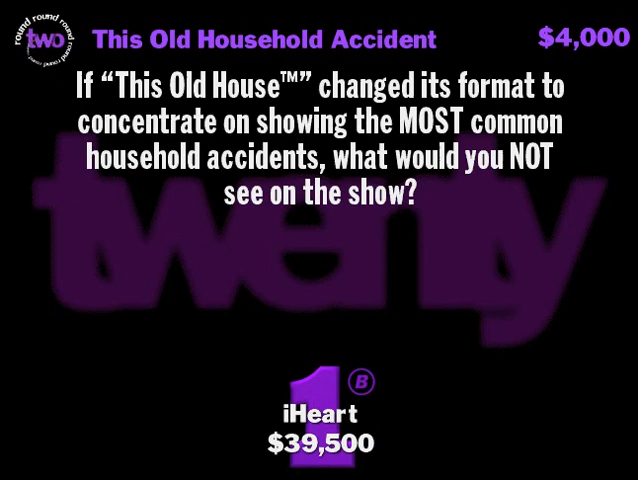 round round round round round
two
This Old Household Accident
$4,000
If “This Old House™” changed its format to
concentrate on showing the MOST common
household accidents, what would you NOT
see on the show?
twenty
1
B
iHeart
$39,500